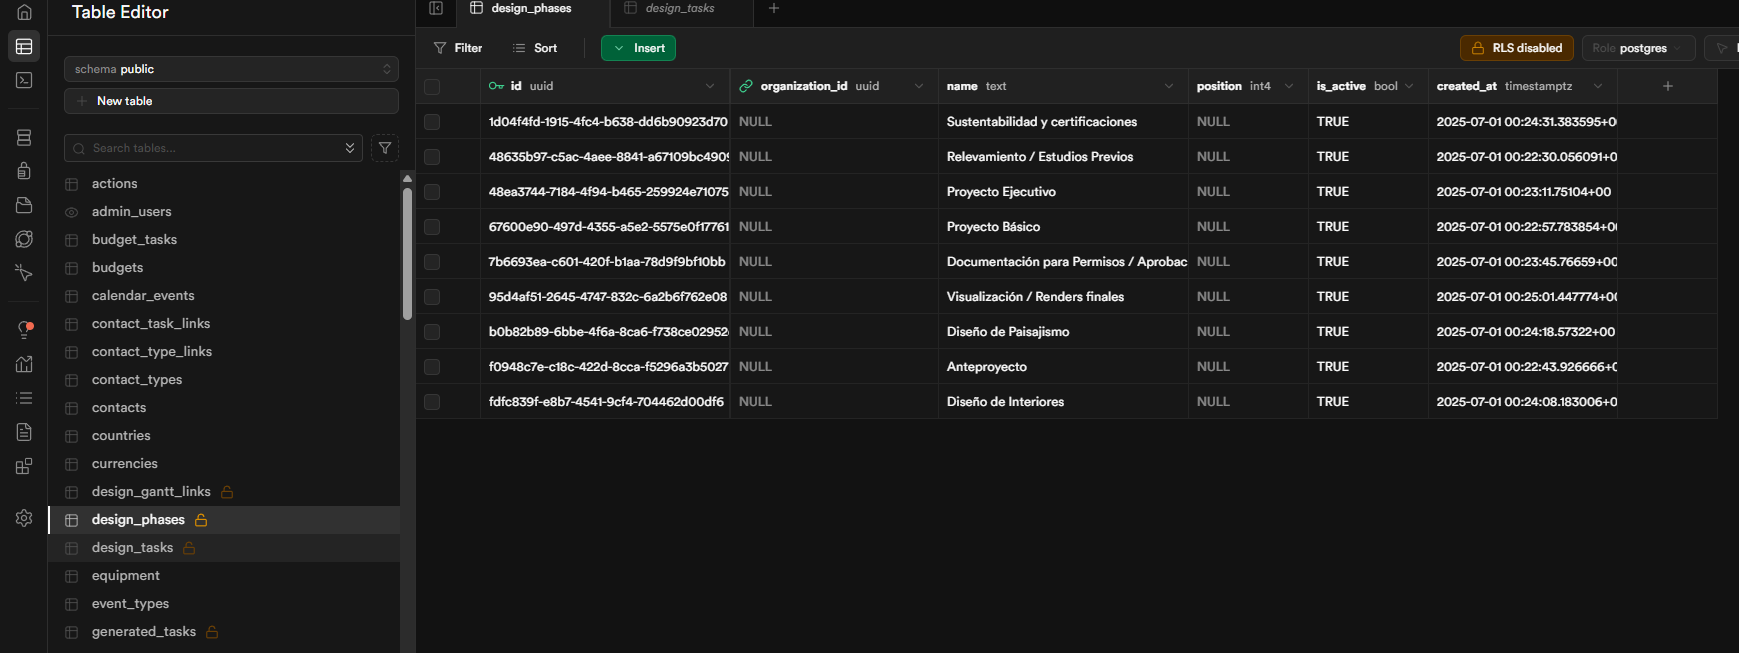 Table Editor
schema public
New table
Search tables...
actions
admin_users
budget_tasks
budgets
calendar_events
contact_task_links
contact_type_links
contact_types
contacts
countries
currencies
design_gantt_links
design_phases
design_tasks
equipment
event_types
generated_tasks
design_phases design_tasks
Filter Sort Insert RLS disabled Role postgres
id uuid organization_id uuid name text position int4 is_active bool created_at timestamptz
1d04f4fd-1915-4fc4-b638-dd6b90923d70 NULL Sustentabilidad y certificaciones NULL TRUE 2025-07-01 00:24:31.383595+0
48635b97-c5ac-4aee-8841-a67109bc490 NULL Relevamiento / Estudios Previos NULL TRUE 2025-07-01 00:22:30.056091+0
48ea3744-7184-4f94-b465-259924e71075 NULL Proyecto Ejecutivo NULL TRUE 2025-07-01 00:23:11.75104+00
67600e90-497d-4355-a5e2-5575e0f17761 NULL Proyecto Básico NULL TRUE 2025-07-01 00:22:57.783854+0
7b6693ea-c601-420f-b1aa-78d9f9bf10bb NULL Documentación para Permisos / Aprobac NULL TRUE 2025-07-01 00:23:45.76659+00
95d4af51-2645-4747-832c-6a2b6f762e08 NULL Visualización / Renders finales NULL TRUE 2025-07-01 00:25:01.447774+0
b0b82b89-6bbe-4f6a-8ca6-f738ce02952 NULL Diseño de Paisajismo NULL TRUE 2025-07-01 00:24:18.57322+00
f0948c7e-c18c-422d-8cca-f5296a3b5027 NULL Anteproyecto NULL TRUE 2025-07-01 00:22:43.926666+0
fdfc839f-e8b7-4541-9cf4-704462d00df6 NULL Diseño de Interiores NULL TRUE 2025-07-01 00:24:08.183006+0